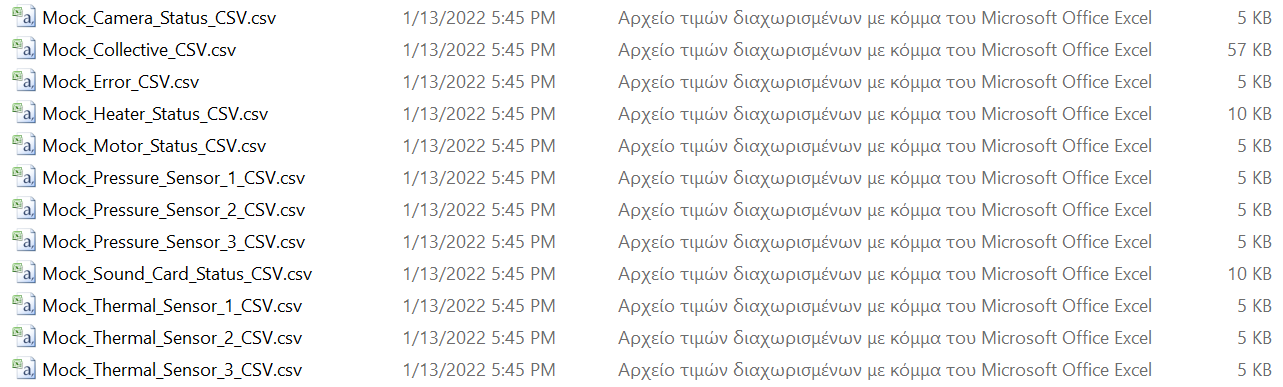 Mock_Camera_Status_CSV.csv 1/13/2022 5:45 PM Αρχείο τιμών διαχωρισμένων με κόμμα του Microsoft Office Excel 5 KB
Mock_Collective_CSV.csv 1/13/2022 5:45 PM Αρχείο τιμών διαχωρισμένων με κόμμα του Microsoft Office Excel 57 KB
Mock_Error_CSV.csv 1/13/2022 5:45 PM Αρχείο τιμών διαχωρισμένων με κόμμα του Microsoft Office Excel 5 KB
Mock_Heater_Status_CSV.csv 1/13/2022 5:45 PM Αρχείο τιμών διαχωρισμένων με κόμμα του Microsoft Office Excel 10 KB
Mock_Motor_Status_CSV.csv 1/13/2022 5:45 PM Αρχείο τιμών διαχωρισμένων με κόμμα του Microsoft Office Excel 5 KB
Mock_Pressure_Sensor_1_CSV.csv 1/13/2022 5:45 PM Αρχείο τιμών διαχωρισμένων με κόμμα του Microsoft Office Excel 5 KB
Mock_Pressure_Sensor_2_CSV.csv 1/13/2022 5:45 PM Αρχείο τιμών διαχωρισμένων με κόμμα του Microsoft Office Excel 5 KB
Mock_Pressure_Sensor_3_CSV.csv 1/13/2022 5:45 PM Αρχείο τιμών διαχωρισμένων με κόμμα του Microsoft Office Excel 5 KB
Mock_Sound_Card_Status_CSV.csv 1/13/2022 5:45 PM Αρχείο τιμών διαχωρισμένων με κόμμα του Microsoft Office Excel 10 KB
Mock_Thermal_Sensor_1_CSV.csv 1/13/2022 5:45 PM Αρχείο τιμών διαχωρισμένων με κόμμα του Microsoft Office Excel 5 KB
Mock_Thermal_Sensor_2_CSV.csv 1/13/2022 5:45 PM Αρχείο τιμών διαχωρισμένων με κόμμα του Microsoft Office Excel 5 KB
Mock_Thermal_Sensor_3_CSV.csv 1/13/2022 5:45 PM Αρχείο τιμών διαχωρισμένων με κόμμα του Microsoft Office Excel 5 KB